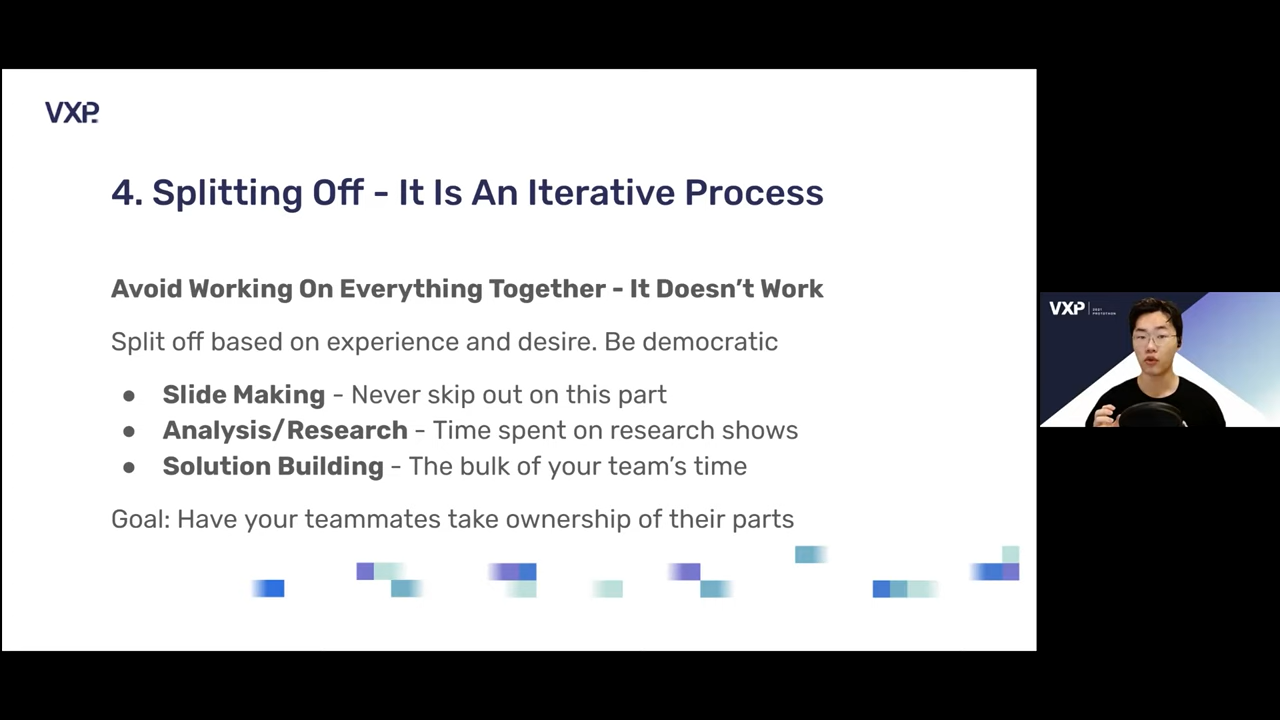 VXP.
4. Splitting Off - It Is An Iterative Process
Avoid Working On Everything Together - It Doesn’t Work
Split off based on experience and desire. Be democratic
● Slide Making - Never skip out on this part
● Analysis/Research - Time spent on research shows
● Solution Building - The bulk of your team’s time
Goal: Have your teammates take ownership of their parts
VXP